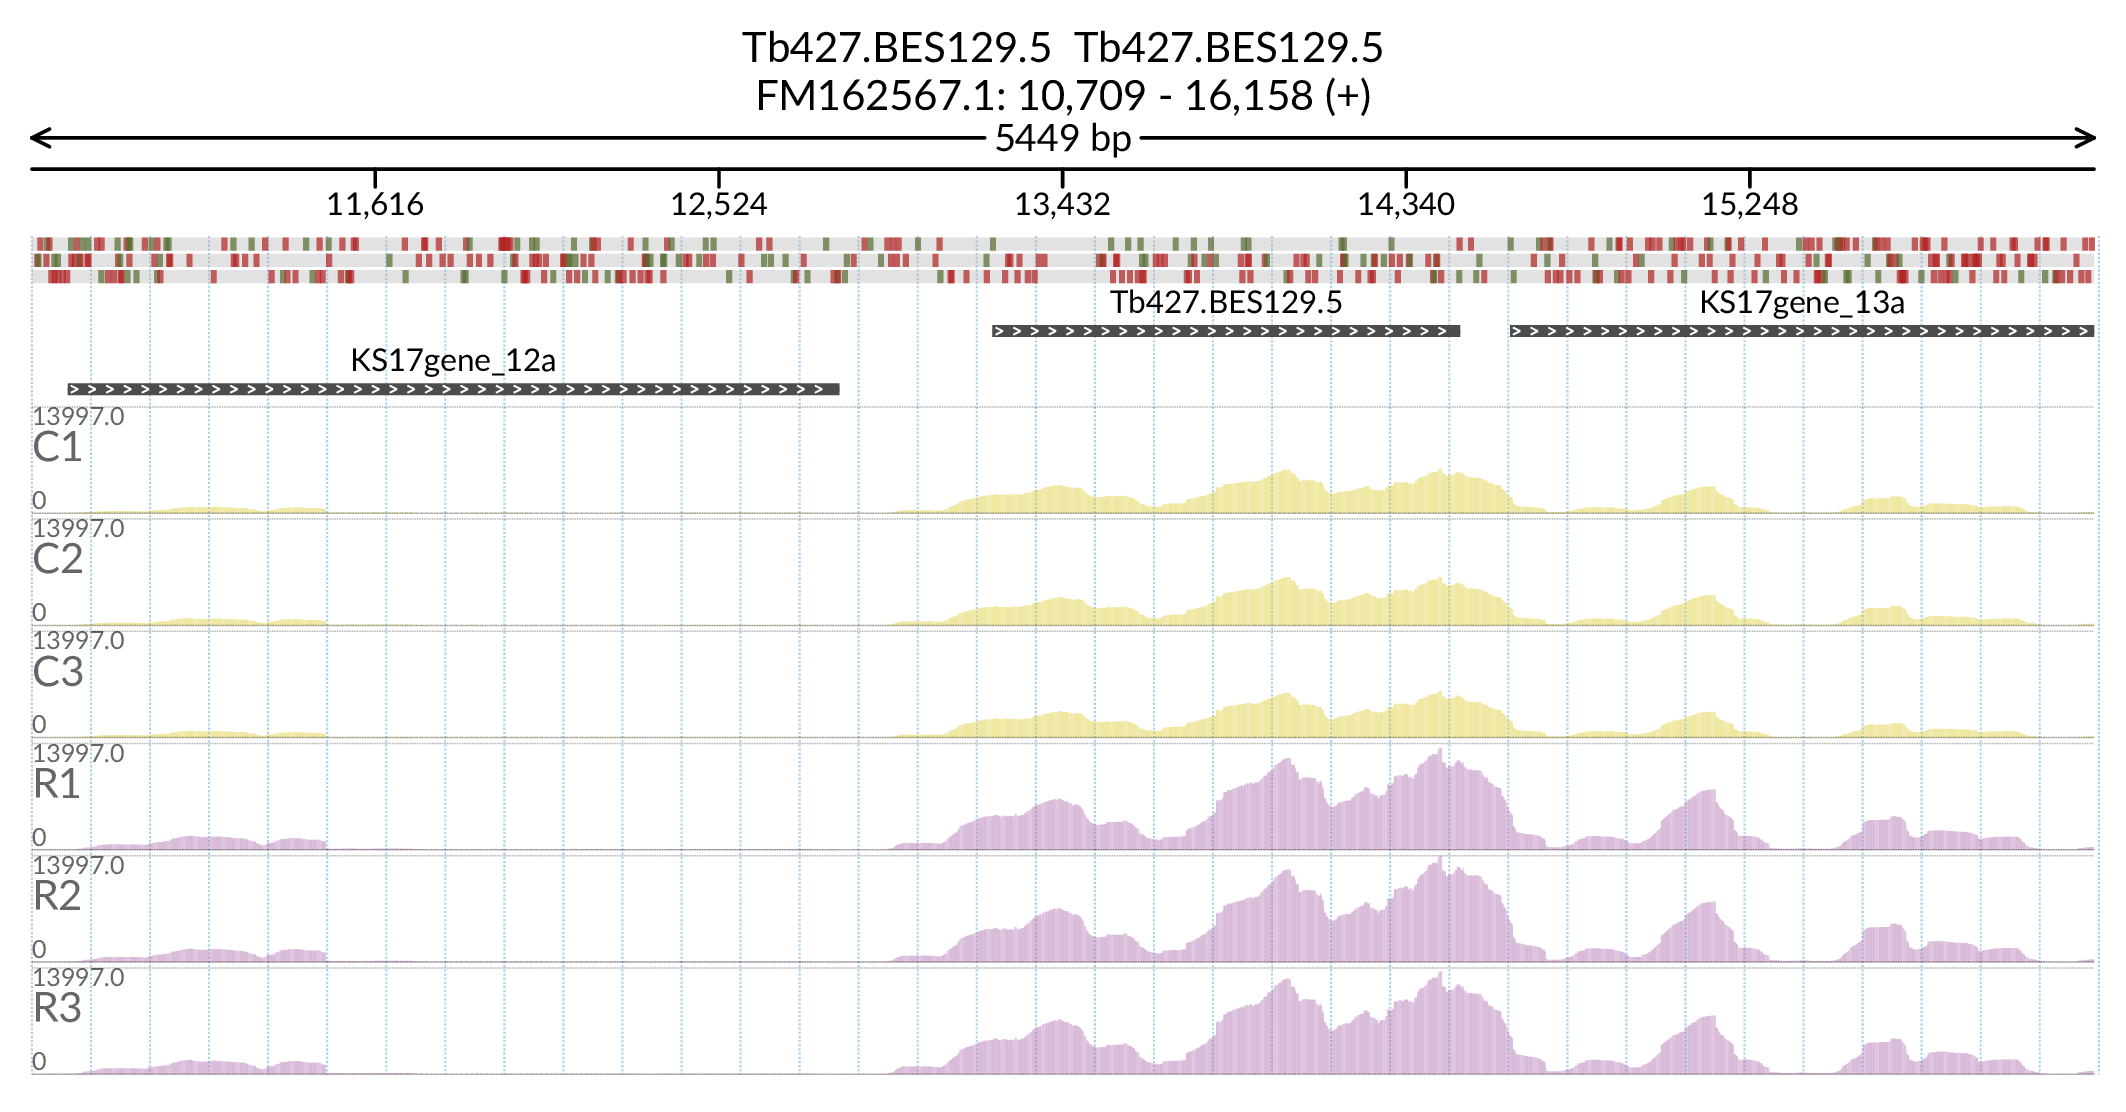 Tb427.BES129.5 Tb427.BES129.5
FM162567.1: 10,709 - 16,158 (+)
5449 bp
11,616 12,524 13,432 14,340 15,248
Tb427.BES129.5 KS17gene_13a
KS17gene_12a
13997.0
C1
0
13997.0
C2
0
13997.0
C3
0
13997.0
R1
0
13997.0
R2
0
13997.0
R3
0